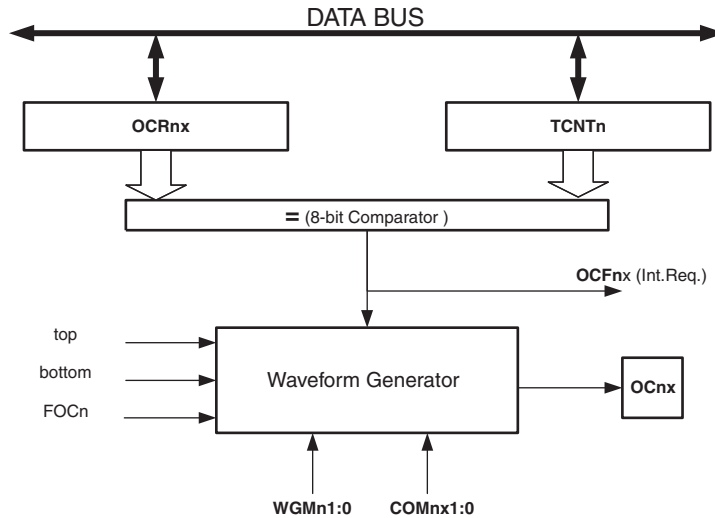 DATA BUS
OCRnx
TCNTn
= (8-bit Comparator )
OCFnx (Int.Req.)
top
bottom
FOCn
Waveform Generator
OCnx
WGMn1:0
COMnx1:0